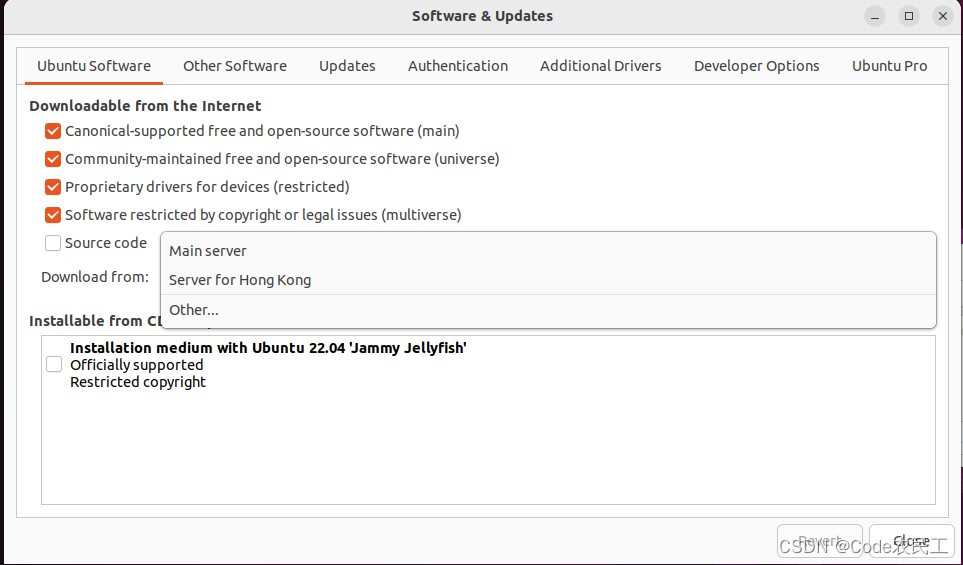 Software & Updates
Ubuntu Software Other Software Updates Authentication Additional Drivers Developer Options Ubuntu Pro
Downloadable from the Internet
Canonical-supported free and open-source software (main)
Community-maintained free and open-source software (universe)
Proprietary drivers for devices (restricted)
Software restricted by copyright or legal issues (multiverse)
Source code
Main server
Download from:
Server for Hong Kong
Other...
Installable from
Installation medium with Ubuntu 22.04 'Jammy Jellyfish'
Officially supported
Restricted copyright
Revert Close
CSDN @Code农民工